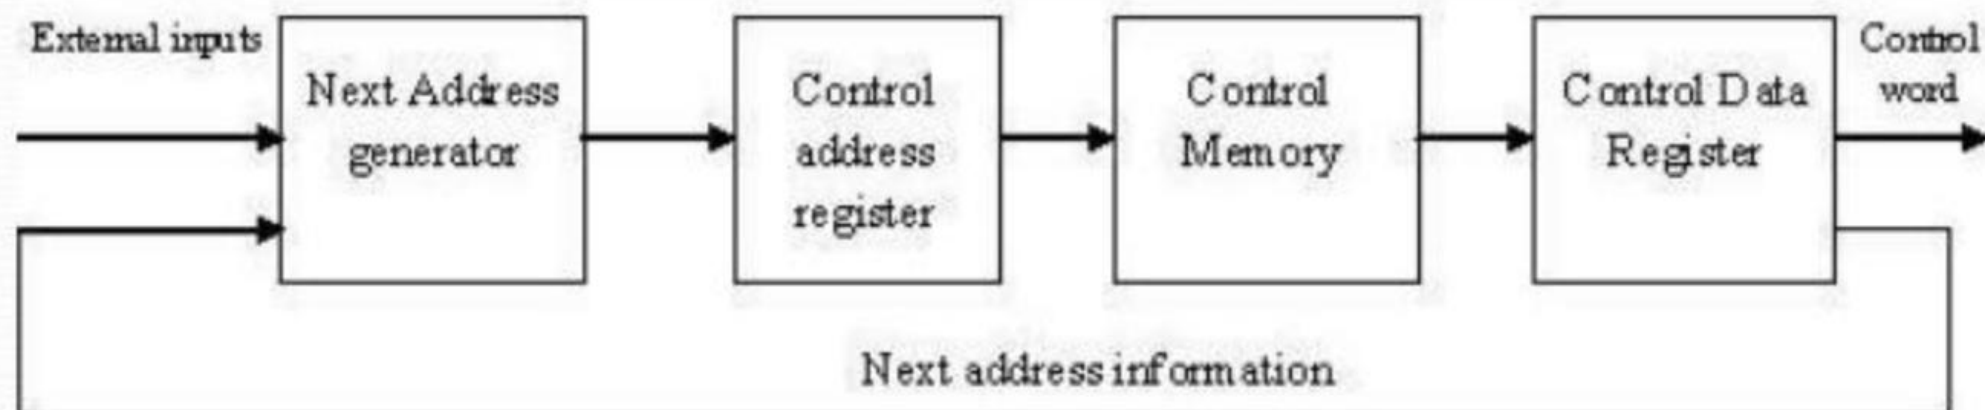 External inputs
Next Address
generator
Control
address
register
Control
Memory
Control Data
Register
Control
word
Next address information